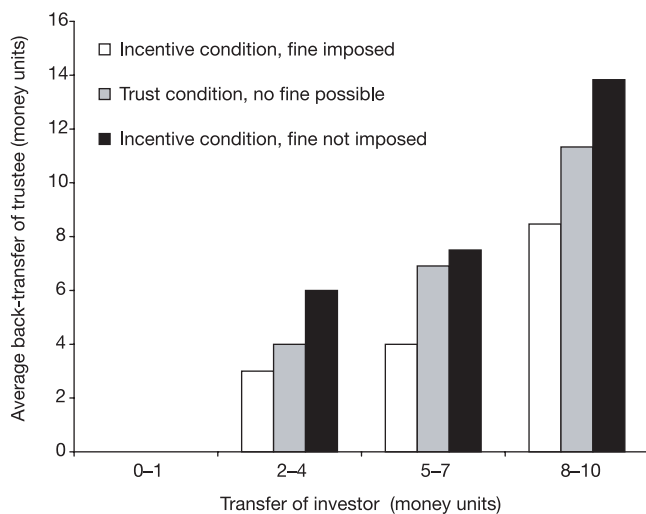 16
14
12
10
8
6
4
2
0
Average back-transfer of trustee (money units)
Incentive condition, fine imposed
Trust condition, no fine possible
Incentive condition, fine not imposed
0–1 2–4 5–7 8–10
Transfer of investor (money units)